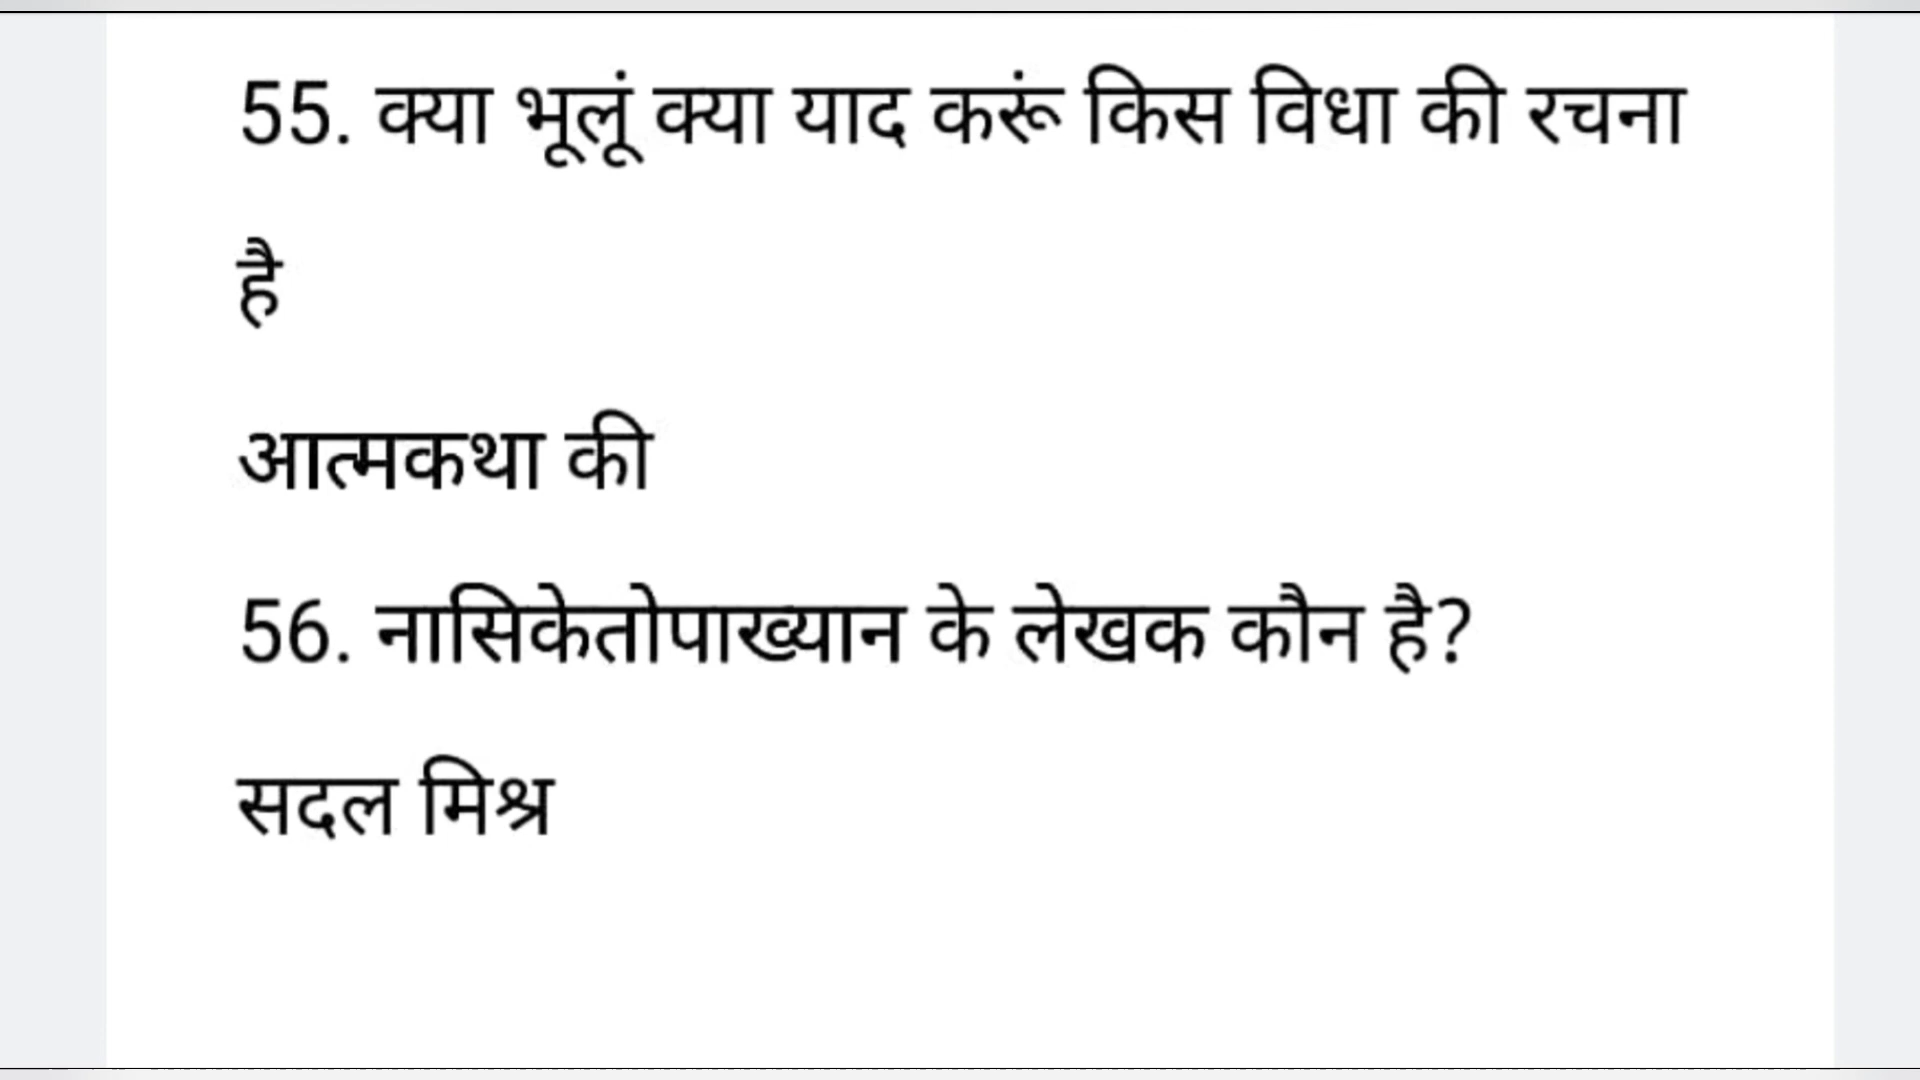 55. क्या भूलूं क्या याद करूं किस विधा की रचना
है
आत्मकथा की
56. नासिकेतोपाख्यान के लेखक कौन है?
सदल मिश्र